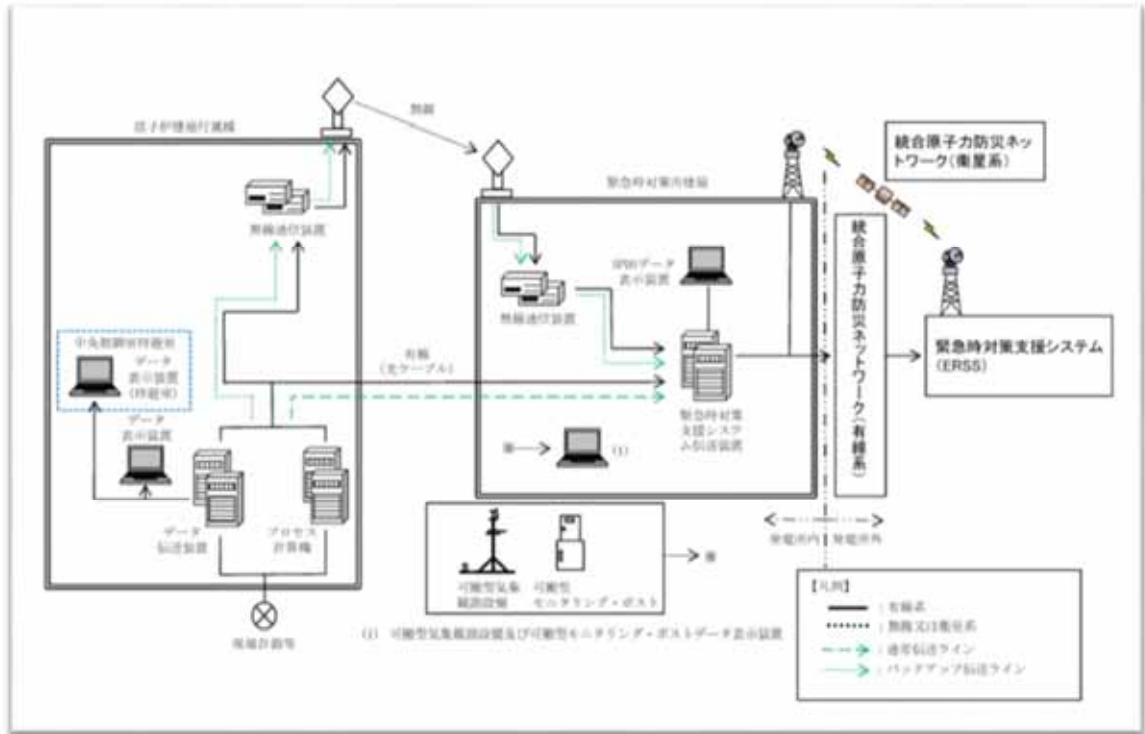 無線
原子炉建屋付属棟
緊急時対策所建屋
統合原子力防災ネッ
トワーク(衛星系)
無線通信装置
SPDSデータ
表示装置
無線通信装置
統合原子力防災ネットワーク(有線系)
緊急時対策支援システム
(ERSS)
中央制御室待避室
データ
表示装置
(待避室)
有線
(光ケーブル)
データ
表示装置
緊急時対策
支援システ
ム伝送装置
(1)
データ
伝送装置
プロセス
計算機
発電所内
発電所外
可搬型気象
観測設備
可搬型
モニタリング・ポスト
現場計器等
(1) 可搬型気象観測設備及び可搬型モニタリング・ポストデータ表示装置
【凡例】
:有線系
:無線又は衛星系
:通常伝送ライン
:バックアップ伝送ライン